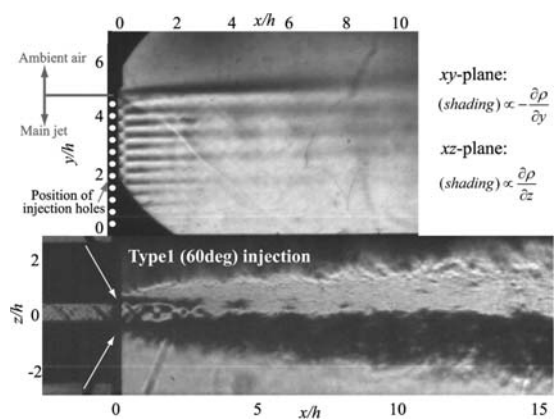 0 2 4 6 8 10
x/h
Ambient air
Main jet
6
4
2
0
y/h
Position of
injection holes
xy-plane:
(shading) ∝ -∂ρ/∂y
xz-plane:
(shading) ∝ ∂ρ/∂z
Type1 (60deg) injection
2
0
-2
z/h
0 5 10 15
x/h